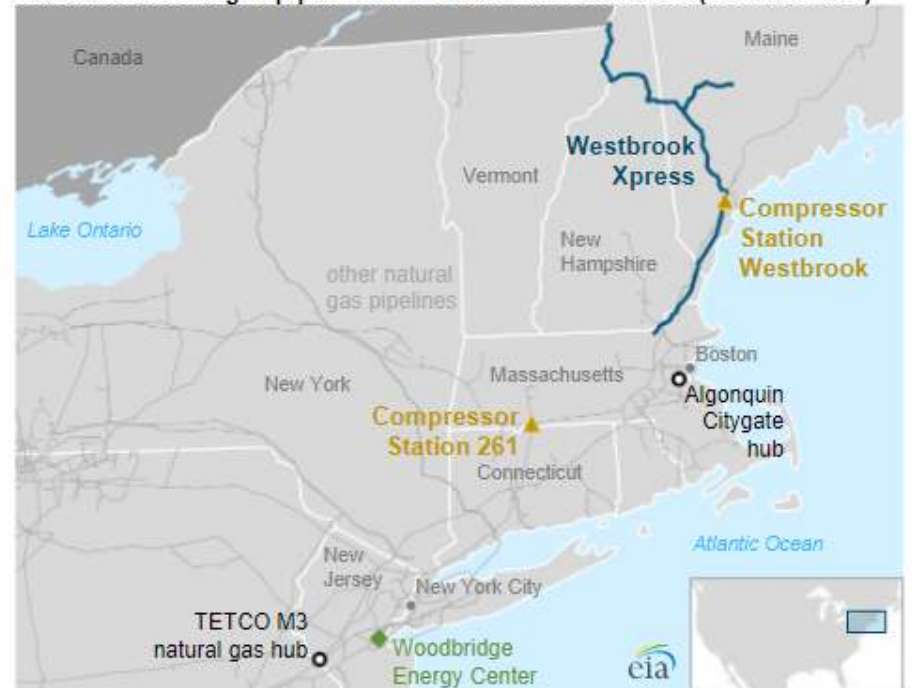 Canada
Maine
Westbrook
Xpress
Vermont
Compressor
Station
Westbrook
Lake Ontario
New
Hampshire
other natural
gas pipelines
Boston
Massachusetts
New York
Algonquin
Citygate
hub
Compressor
Station 261
Connecticut
Atlantic Ocean
New
Jersey
New York City
TETCO M3
natural gas hub
Woodbridge
Energy Center
eia